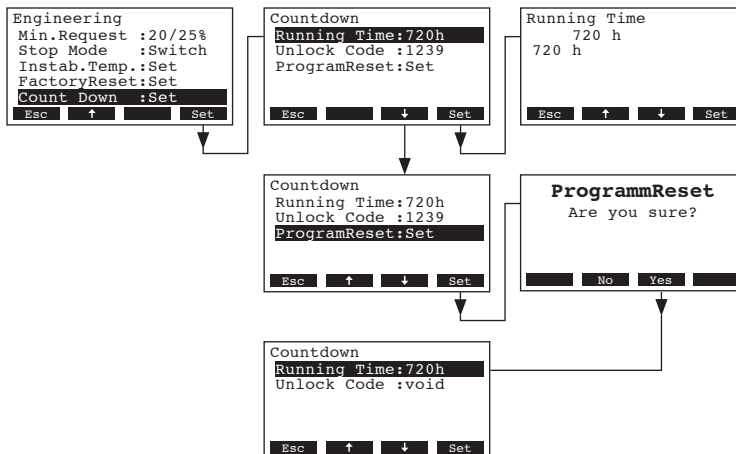 Engineering
Min.Request :20/25%
Stop Mode :Switch
Instab.Temp.:Set
FactoryReset:Set
Count Down :Set
Esc ↑ Set
Countdown
Running Time:720h
Unlock Code :1239
ProgramReset:Set
Esc ↓ Set
Running Time
720 h
720 h
Esc ↑ ↓ Set
Countdown
Running Time:720h
Unlock Code :1239
ProgramReset:Set
Esc ↑ ↓ Set
ProgrammReset
Are you sure?
No Yes
Countdown
Running Time:720h
Unlock Code :void
Esc ↑ ↓ Set